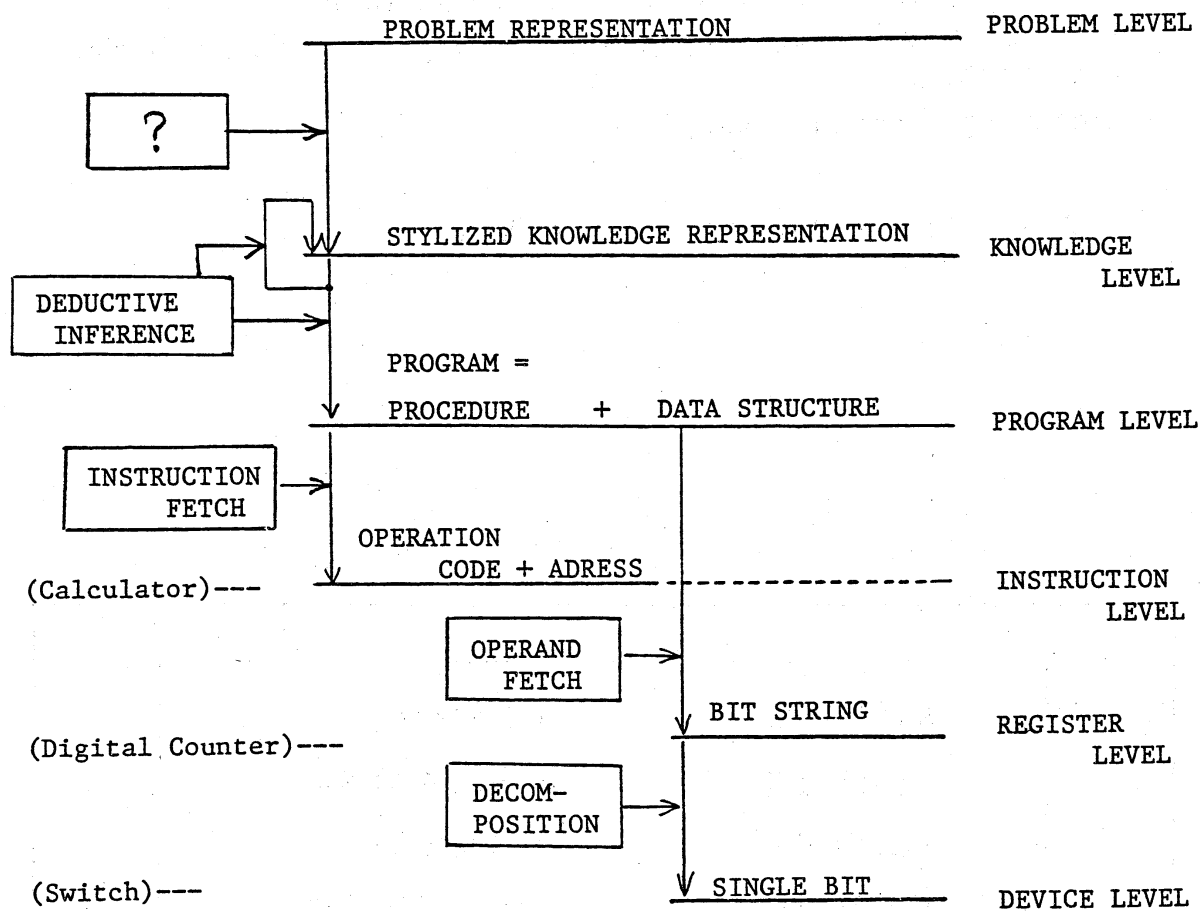 PROBLEM REPRESENTATION
PROBLEM LEVEL
?
STYLIZED KNOWLEDGE REPRESENTATION
KNOWLEDGE
LEVEL
DEDUCTIVE
INFERENCE
PROGRAM =
PROCEDURE + DATA STRUCTURE
PROGRAM LEVEL
INSTRUCTION
FETCH
OPERATION
CODE + ADRESS
(Calculator)---
INSTRUCTION
LEVEL
OPERAND
FETCH
BIT STRING
REGISTER
LEVEL
(Digital Counter)---
DECOM-
POSITION
(Switch)---
SINGLE BIT
DEVICE LEVEL